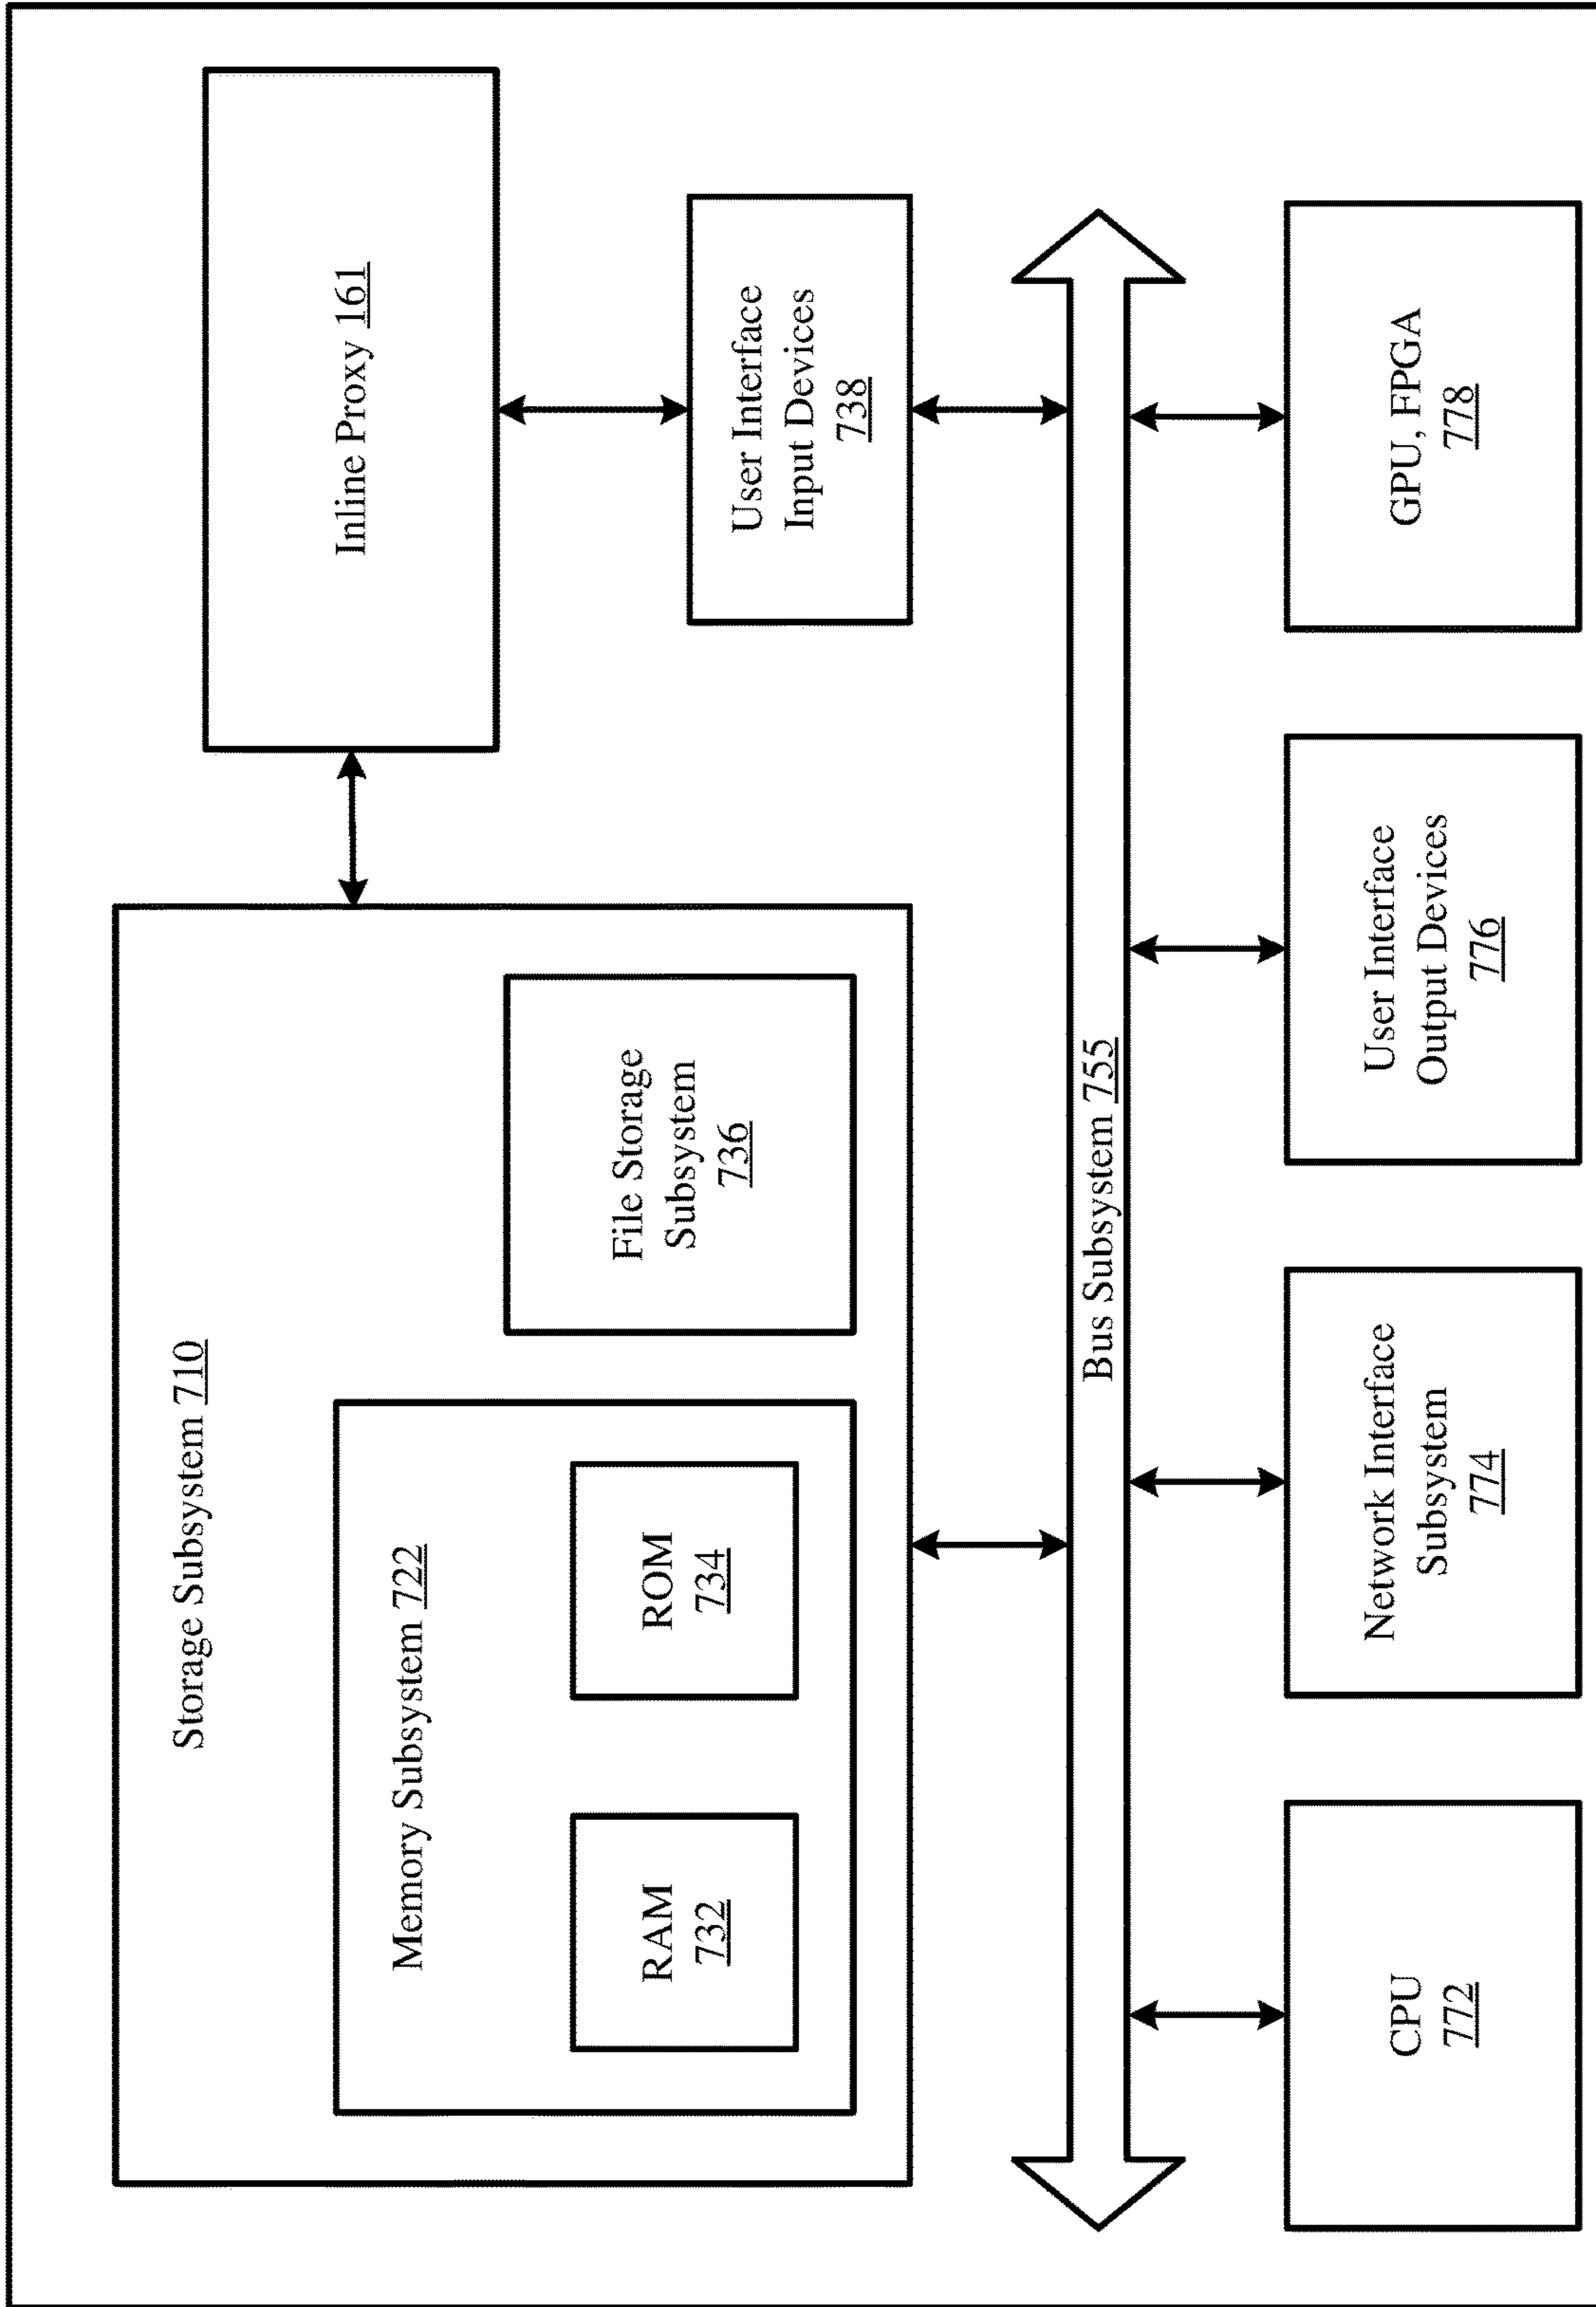 Storage Subsystem 710
Memory Subsystem 722
RAM
732
ROM
734
File Storage
Subsystem
736
Inline Proxy 161
User Interface
Input Devices
738
Bus Subsystem 755
CPU
772
Network Interface
Subsystem
774
User Interface
Output Devices
776
GPU, FPGA
778